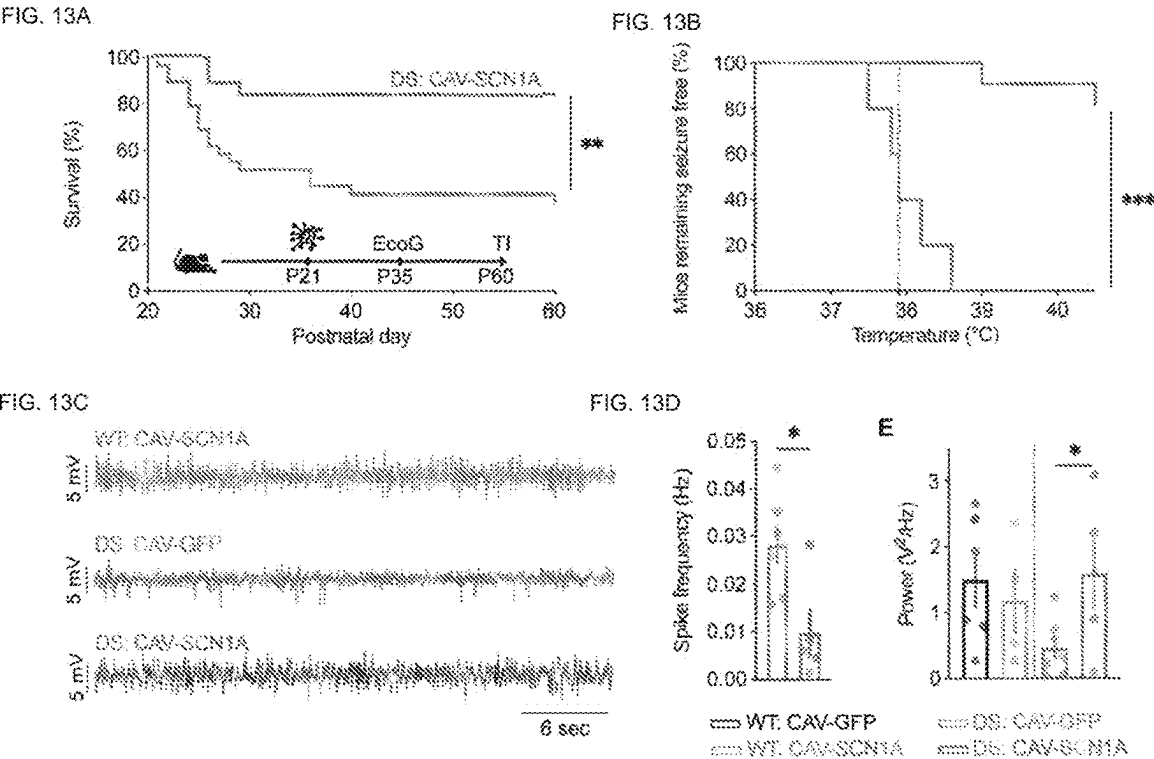 FIG. 13A
100
80
60
40
20
0
Survival (%)
DS: CAV-SCN1A
**
EcoG
TI
P21
P35
P60
20
30
40
50
60
Postnatal day
FIG. 13B
Mice remaining seizure free (%)
100
80
60
40
20
0
***
36
37
38
39
40
Temperature (°C)
FIG. 13C
WT: CAV-SCN1A
5 mV
DS: CAV-GFP
5 mV
DS: CAV-SCN1A
5 mV
6 sec
FIG. 13D
Spike frequency (Hz)
0.05
0.04
0.03
0.02
0.01
0.00
*
E
Power (V²/Hz)
3
2
1
0
*
WT: CAV-GFP
DS: CAV-GFP
WT: CAV-SCN1A
DS: CAV-SCN1A